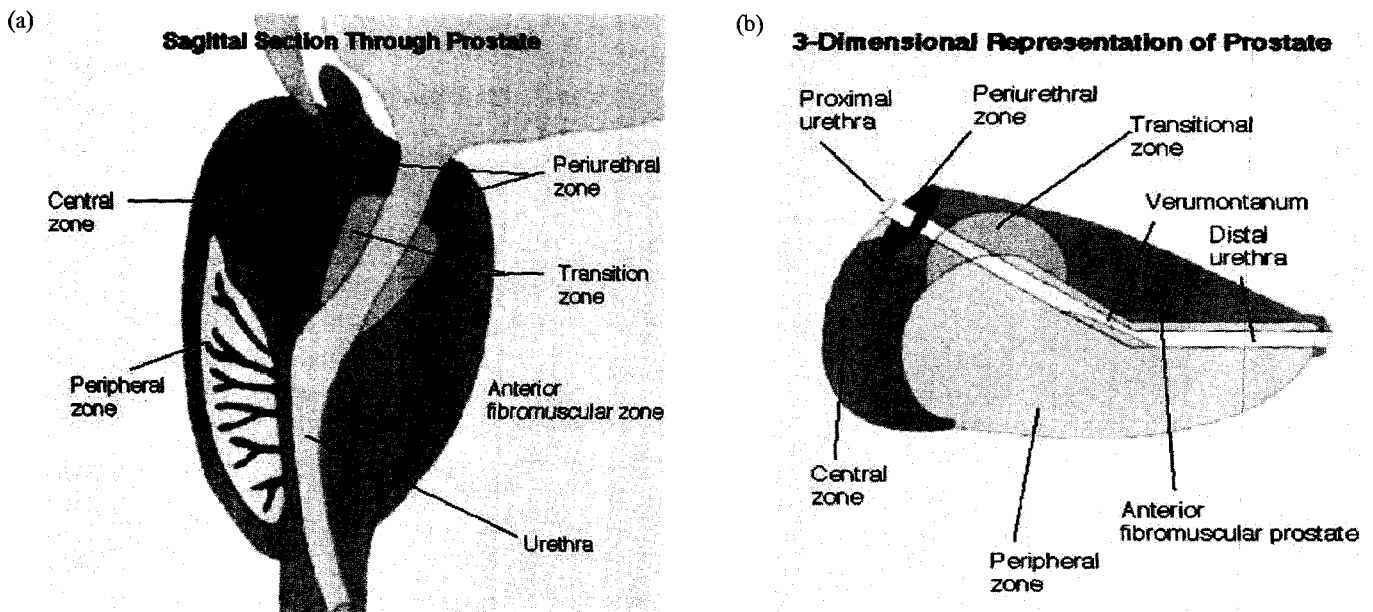 (a)
Sagittal Section Through Prostate
Central
zone
Periurethral
zone
Transition
zone
Peripheral
zone
Anterior
fibromuscular zone
Urethra
(b)
3-Dimensional Representation of Prostate
Proximal
urethra
Periurethral
zone
Transitional
zone
Verumontanum
Distal
urethra
Central
zone
Anterior
fibromuscular prostate
Peripheral
zone